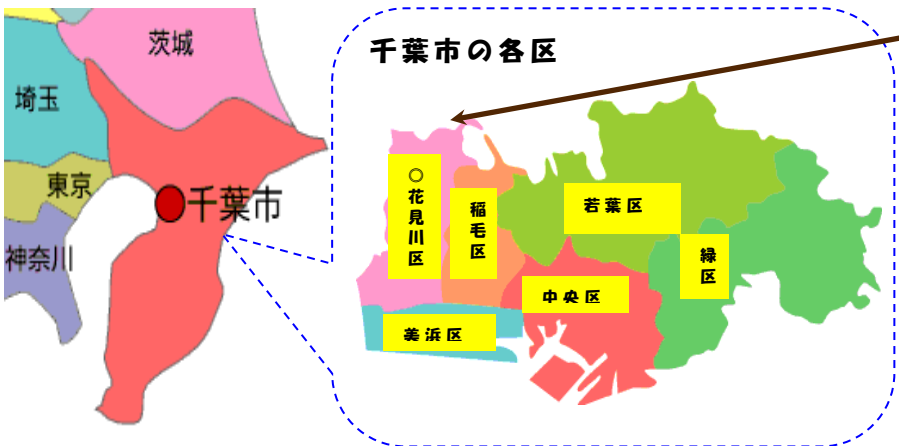 茨城
埼玉
東京
千葉市
神奈川
千葉市の各区
○花見川区
稲毛区
若葉区
緑区
中央区
美浜区